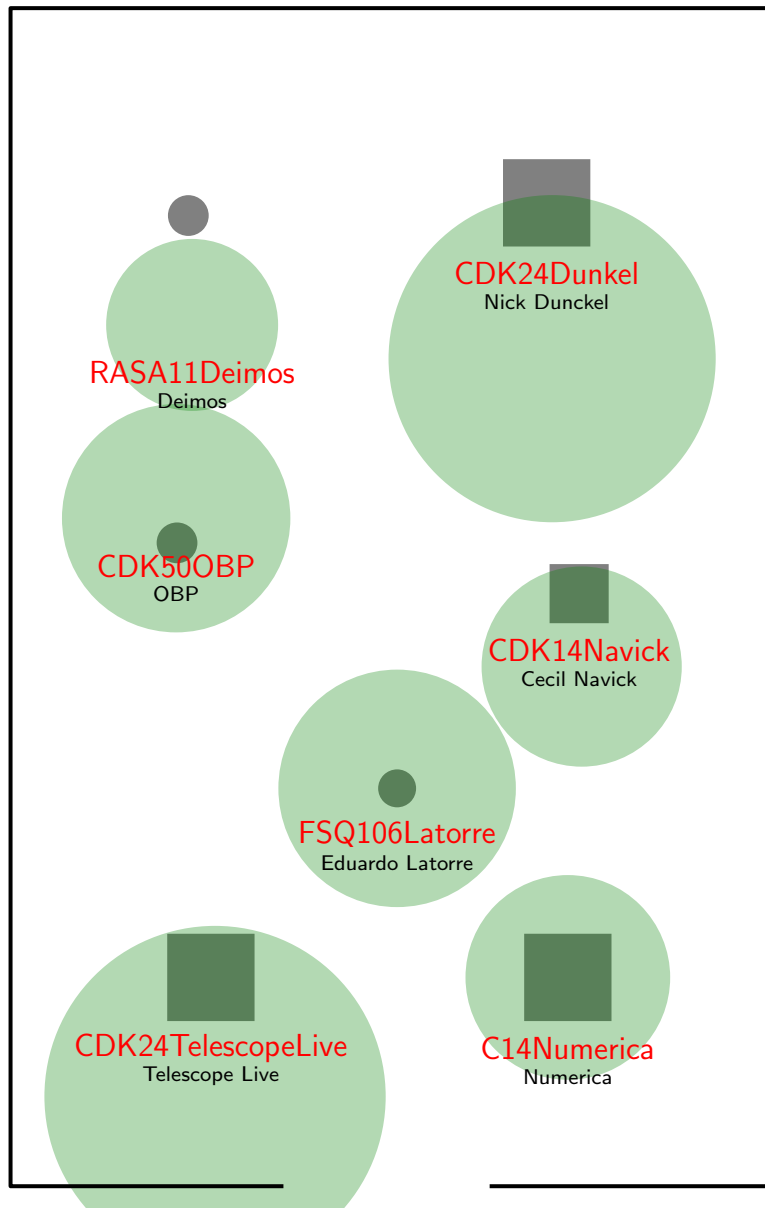 CDK24Dunkel
Nick Dunckel
RASA11Deimos
Deimos
CDK50OBP
OBP
CDK14Navick
Cecil Navick
FSQ106Latorre
Eduardo Latorre
CDK24TelescopeLive
Telescope Live
C14Numerica
Numerica